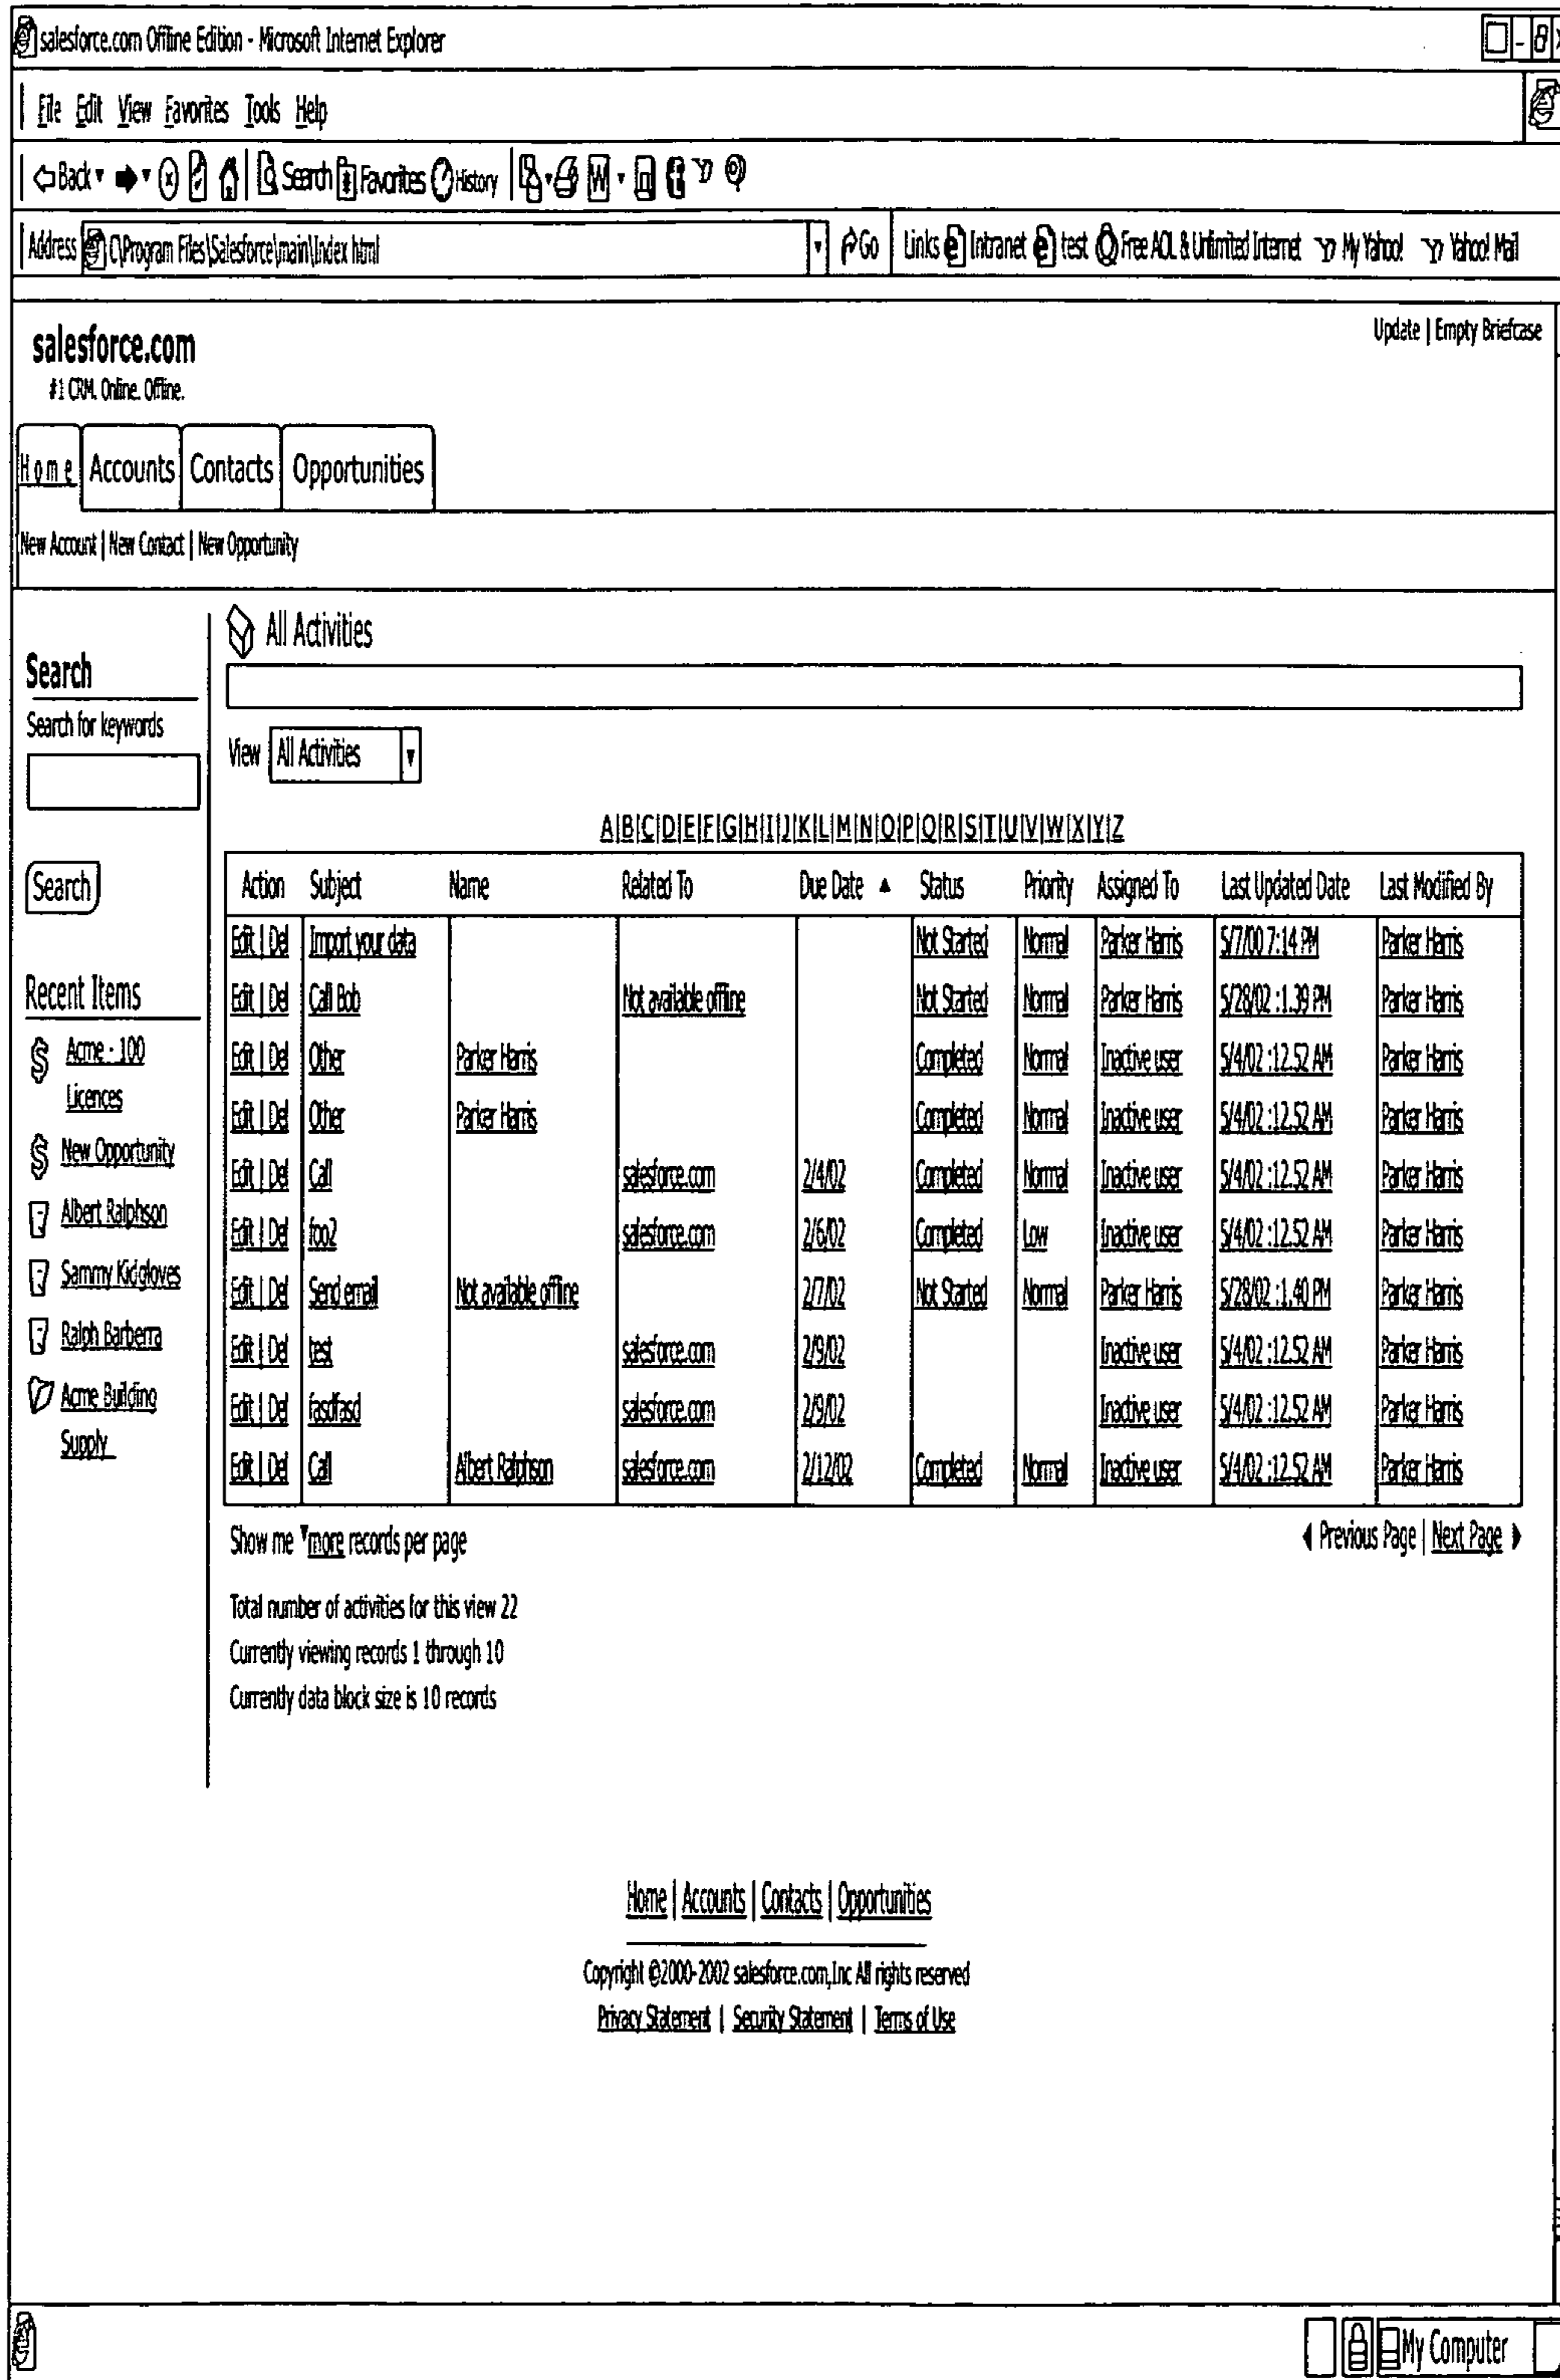 salesforce.com Offline Edition - Microsoft Internet Explorer
File Edit View Favorites Tools Help
Back Search Favorites History W
Address C\Program Files\Salesforce\main\Index html Go Links Intranet test Free AOL & Unlimited Internet My Yahoo! Yahoo! Mail
salesforce.com Update | Empty Briefcase
#1 CRM. Online. Offline.
Home Accounts Contacts Opportunities
New Account | New Contact | New Opportunity
Search
Search for keywords
Search
Recent Items
Acme - 100
Licences
New Opportunity
Albert Ralphson
Sammy Kidgloves
Ralph Barberra
Acme Building
Supply
All Activities
View All Activities
A|B|C|D|E|F|G|H|I|J|K|L|M|N|O|P|Q|R|S|T|U|V|W|X|Y|Z
Action Subject Name Related To Due Date ▲ Status Priority Assigned To Last Updated Date Last Modified By
Edit | Del Import your data Not Started Normal Parker Harris 5/7/00 7:14 PM Parker Harris
Edit | Del Call Bob Not available offline Not Started Normal Parker Harris 5/28/02 :1.39 PM Parker Harris
Edit | Del Other Parker Harris Completed Normal Inactive user 5/4/02 :12.52 AM Parker Harris
Edit | Del Other Parker Harris Completed Normal Inactive user 5/4/02 :12.52 AM Parker Harris
Edit | Del Call salesforce.com 2/4/02 Completed Normal Inactive user 5/4/02 :12.52 AM Parker Harris
Edit | Del foo2 salesforce.com 2/6/02 Completed Low Inactive user 5/4/02 :12.52 AM Parker Harris
Edit | Del Send email Not available offline 2/7/02 Not Started Normal Parker Harris 5/28/02 :1.40 PM Parker Harris
Edit | Del test salesforce.com 2/9/02 Inactive user 5/4/02 :12.52 AM Parker Harris
Edit | Del fasdfasd salesforce.com 2/9/02 Inactive user 5/4/02 :12.52 AM Parker Harris
Edit | Del Call Albert Ralphson salesforce.com 2/12/02 Completed Normal Inactive user 5/4/02 :12.52 AM Parker Harris
Show me ▼more records per page ◀ Previous Page | Next Page ▶
Total number of activities for this view 22
Currently viewing records 1 through 10
Currently data block size is 10 records
Home | Accounts | Contacts | Opportunities
Copyright ©2000-2002 salesforce.com,Inc All rights reserved
Privacy Statement | Security Statement | Terms of Use
My Computer